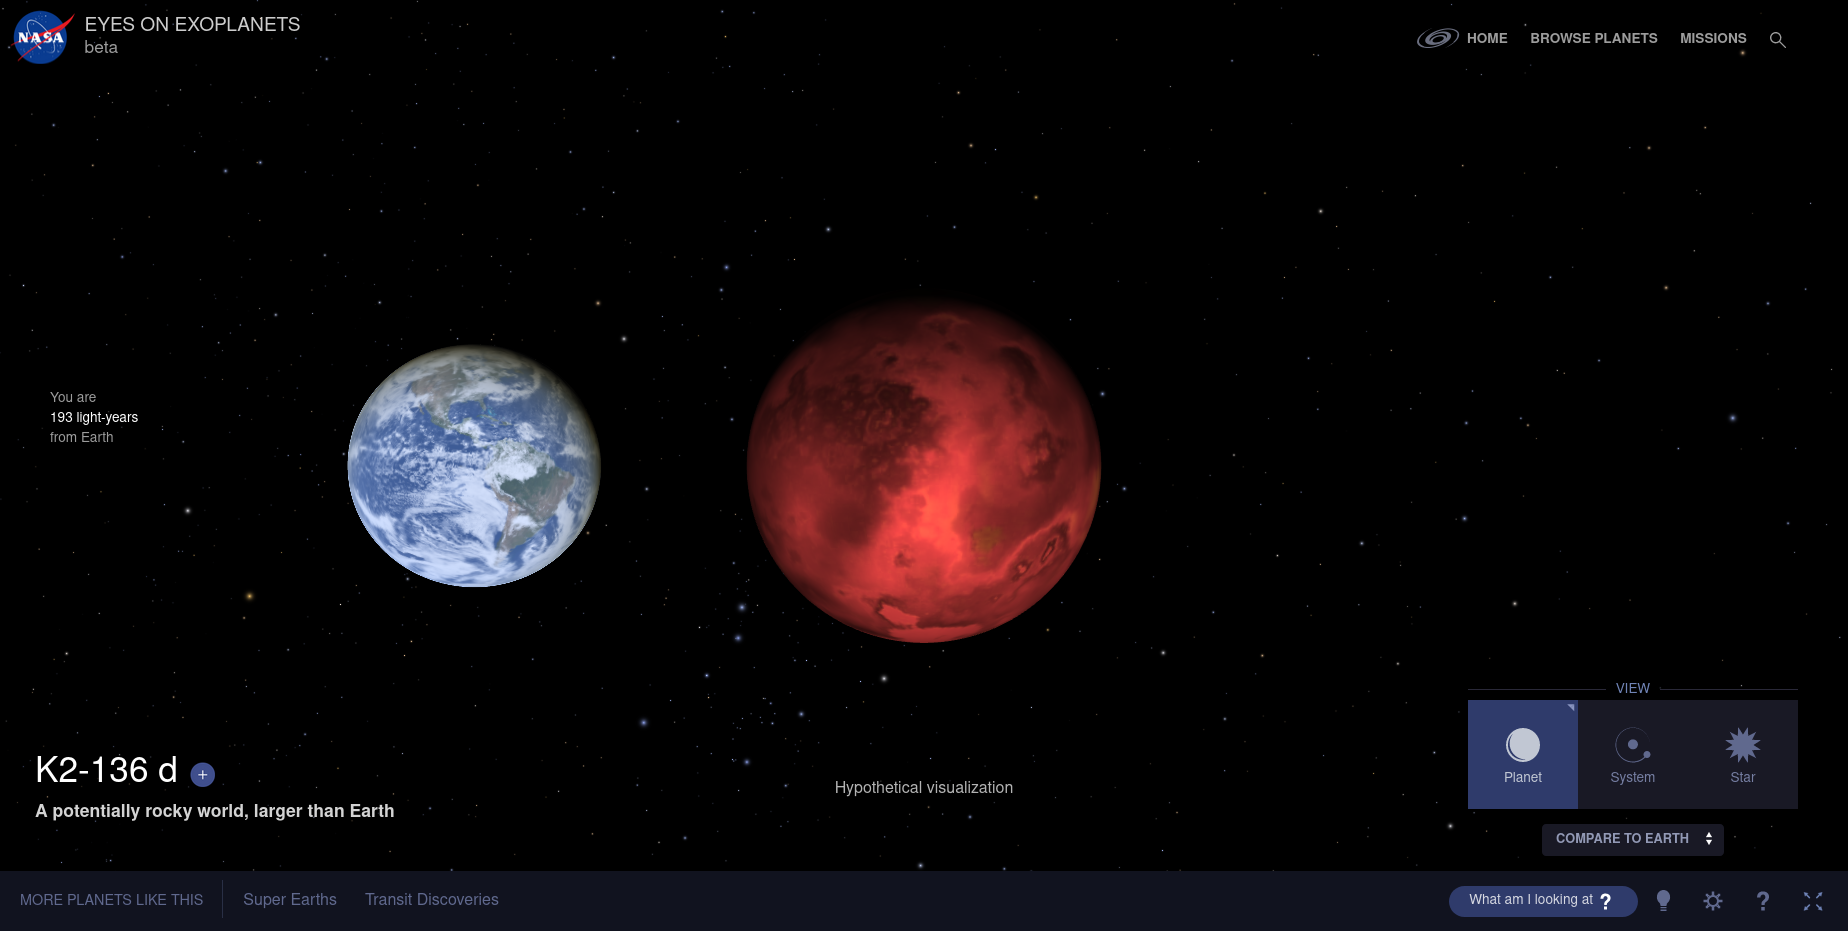 NASA
EYES ON EXOPLANETS
beta
HOME
BROWSE PLANETS
MISSIONS
You are
193 light-years
from Earth
K2-136 d +
A potentially rocky world, larger than Earth
Hypothetical visualization
VIEW
Planet
System
Star
COMPARE TO EARTH
MORE PLANETS LIKE THIS
Super Earths
Transit Discoveries
What am I looking at ?
?